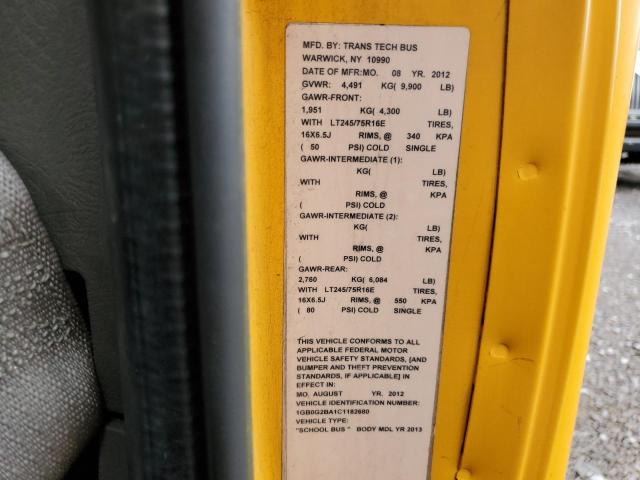 MFD. BY: TRANS TECH BUS
WARWICK, NY 10990
DATE OF MFR:MO. 08 YR. 2012
GVWR: 4,491 KG( 9,900 LB)
GAWR-FRONT:
1,951 KG( 4,300 LB)
WITH LT245/75R16E TIRES,
16X6.5J RIMS, @ 340 KPA
( 50 PSI) COLD SINGLE
GAWR-INTERMEDIATE (1):
KG( LB)
WITH TIRES,
RIMS, @ KPA
( PSI) COLD
GAWR-INTERMEDIATE (2):
KG( LB)
WITH TIRES,
RIMS, @ KPA
( PSI) COLD
GAWR-REAR:
2,760 KG( 6,084 LB)
WITH LT245/75R16E TIRES,
16X6.5J RIMS, @ 550 KPA
( 80 PSI) COLD SINGLE
THIS VEHICLE CONFORMS TO ALL
APPLICABLE FEDERAL MOTOR
VEHICLE SAFETY STANDARDS, [AND
BUMPER AND THEFT PREVENTION
STANDARDS, IF APPLICABLE] IN
EFFECT IN:
MO. AUGUST YR. 2012
VEHICLE IDENTIFICATION NUMBER:
1GB0G2BA1C1182680
VEHICLE TYPE:
"SCHOOL BUS " BODY MDL YR 2013